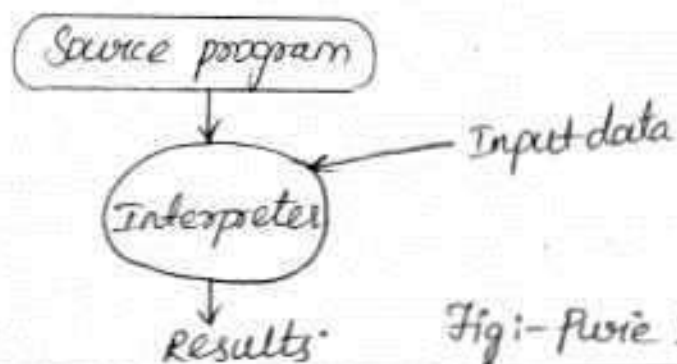 Source program
Input data
Interpreter
Results.
Fig:- Pure